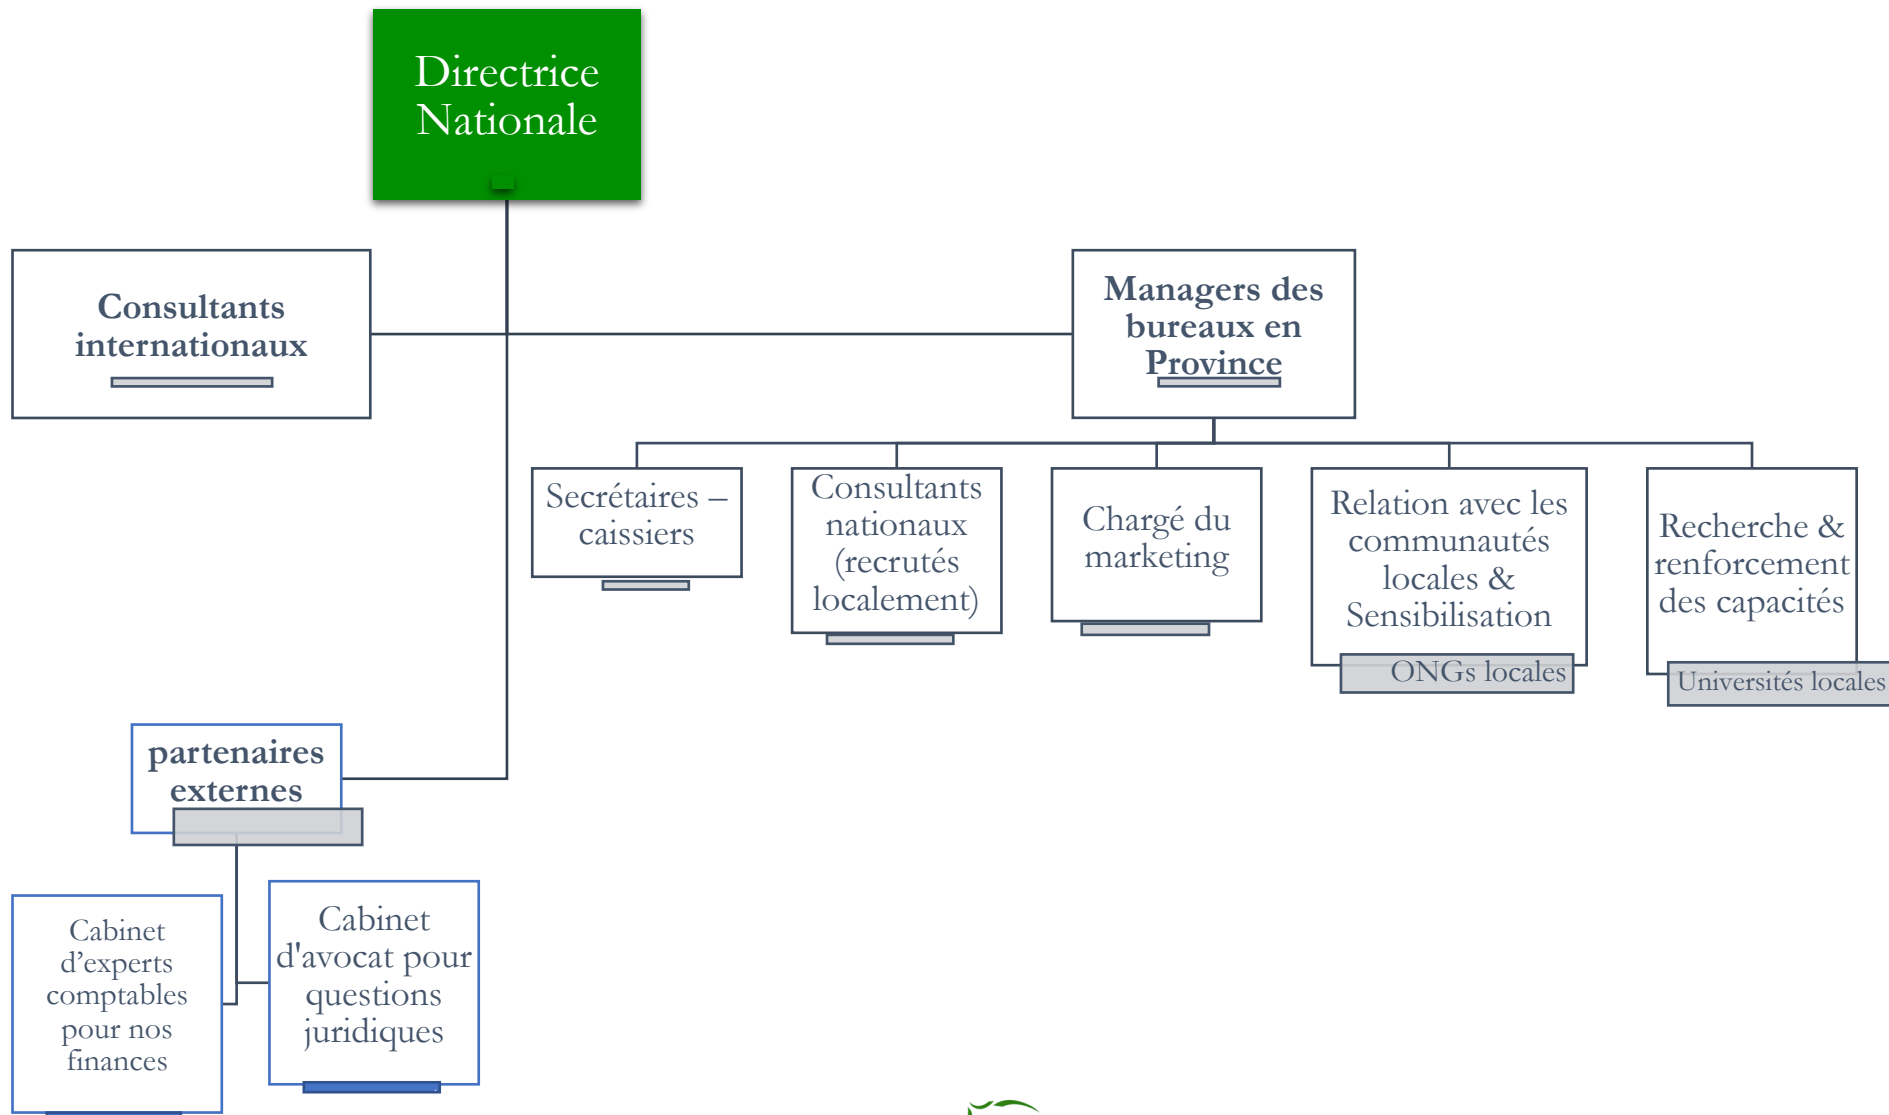 Directrice
Nationale
Consultants
internationaux
Managers des
bureaux en
Province
Secrétaires –
caissiers
Consultants
nationaux
(recrutés
localement)
Chargé du
marketing
Relation avec les
communautés
locales &
Sensibilisation
ONGs locales
Recherche &
renforcement
des capacités
Universités locales
partenaires
externes
Cabinet
d’experts
comptables
pour nos
finances
Cabinet
d'avocat pour
questions
juridiques